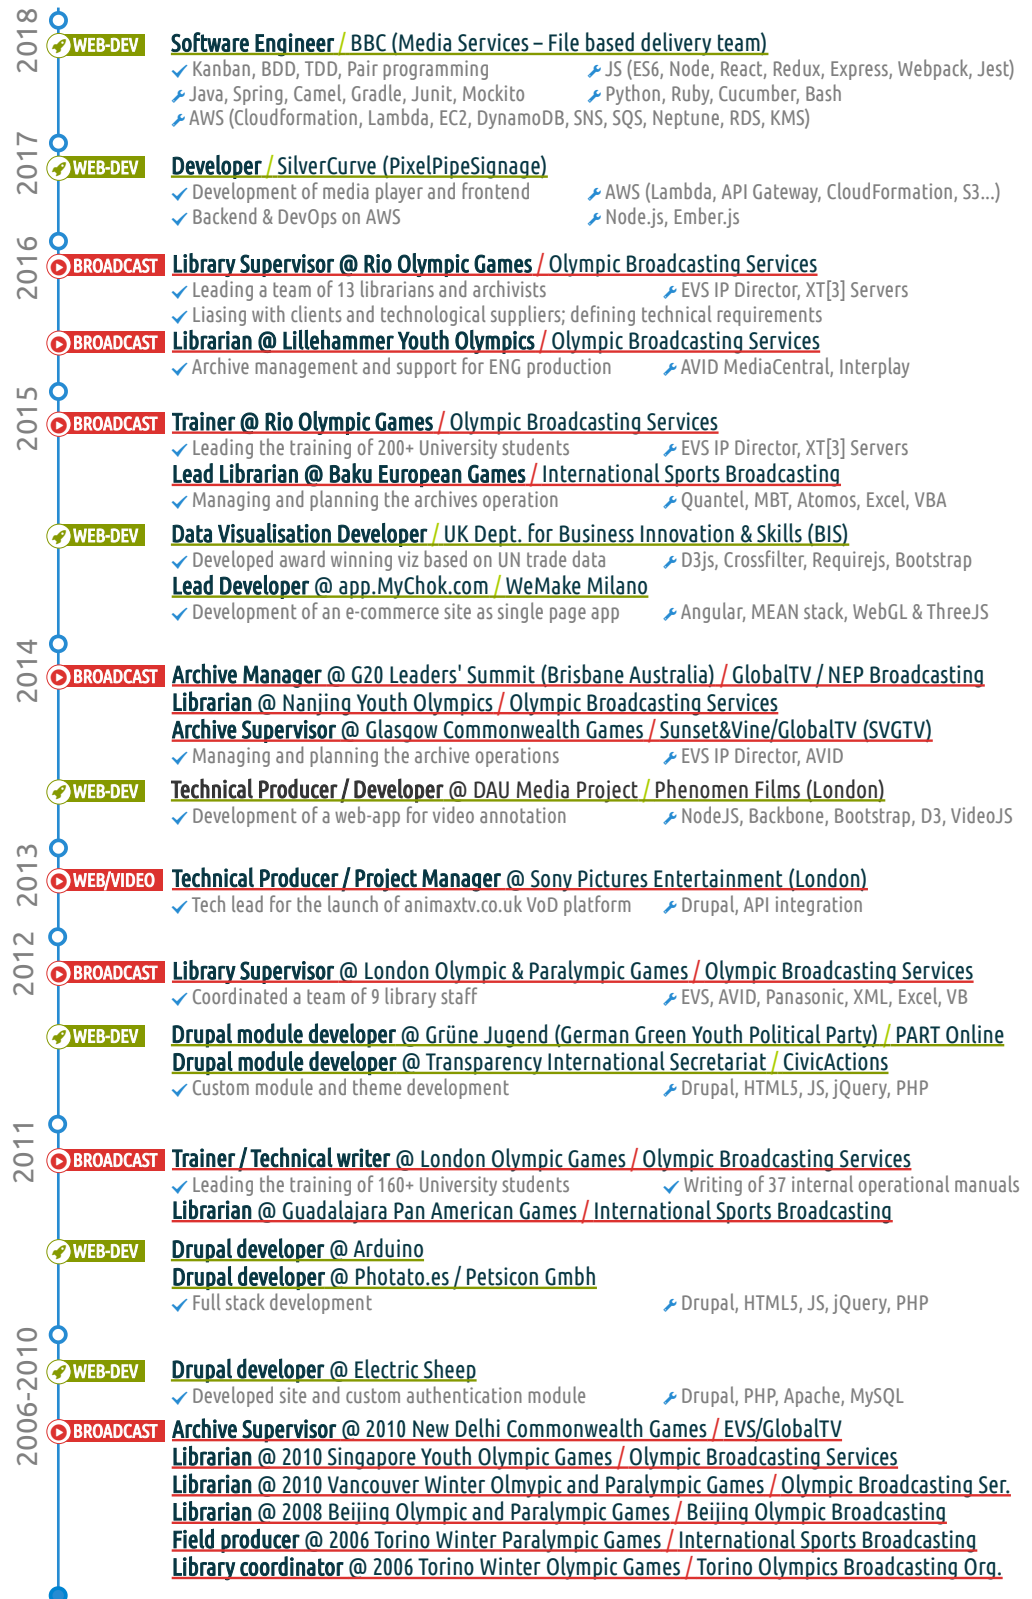 2018
WEB-DEV Software Engineer / BBC (Media Services – File based delivery team)
Kanban, BDD, TDD, Pair programming JS (ES6, Node, React, Redux, Express, Webpack, Jest)
Java, Spring, Camel, Gradle, Junit, Mockito Python, Ruby, Cucumber, Bash
AWS (Cloudformation, Lambda, EC2, DynamoDB, SNS, SQS, Neptune, RDS, KMS)
2017
WEB-DEV Developer / SilverCurve (PixelPipeSignage)
Development of media player and frontend AWS (Lambda, API Gateway, CloudFormation, S3...)
Backend & DevOps on AWS Node.js, Ember.js
2016
BROADCAST Library Supervisor @ Rio Olympic Games / Olympic Broadcasting Services
Leading a team of 13 librarians and archivists EVS IP Director, XT[3] Servers
Liasing with clients and technological suppliers; defining technical requirements
BROADCAST Librarian @ Lillehammer Youth Olympics / Olympic Broadcasting Services
Archive management and support for ENG production AVID MediaCentral, Interplay
2015
BROADCAST Trainer @ Rio Olympic Games / Olympic Broadcasting Services
Leading the training of 200+ University students EVS IP Director, XT[3] Servers
Lead Librarian @ Baku European Games / International Sports Broadcasting
Managing and planning the archives operation Quantel, MBT, Atomos, Excel, VBA
WEB-DEV Data Visualisation Developer / UK Dept. for Business Innovation & Skills (BIS)
Developed award winning viz based on UN trade data D3js, Crossfilter, Requirejs, Bootstrap
Lead Developer @ app.MyChok.com / WeMake Milano
Development of an e-commerce site as single page app Angular, MEAN stack, WebGL & ThreeJS
2014
BROADCAST Archive Manager @ G20 Leaders' Summit (Brisbane Australia) / GlobalTV / NEP Broadcasting
Librarian @ Nanjing Youth Olympics / Olympic Broadcasting Services
Archive Supervisor @ Glasgow Commonwealth Games / Sunset&Vine/GlobalTV (SVGTV)
Managing and planning the archive operations EVS IP Director, AVID
WEB-DEV Technical Producer / Developer @ DAU Media Project / Phenomen Films (London)
Development of a web-app for video annotation NodeJS, Backbone, Bootstrap, D3, VideoJS
2013
WEB/VIDEO Technical Producer / Project Manager @ Sony Pictures Entertainment (London)
Tech lead for the launch of animaxtv.co.uk VoD platform Drupal, API integration
2012
BROADCAST Library Supervisor @ London Olympic & Paralympic Games / Olympic Broadcasting Services
Coordinated a team of 9 library staff EVS, AVID, Panasonic, XML, Excel, VB
WEB-DEV Drupal module developer @ Grüne Jugend (German Green Youth Political Party) / PART Online
Drupal module developer @ Transparency International Secretariat / CivicActions
Custom module and theme development Drupal, HTML5, JS, jQuery, PHP
2011
BROADCAST Trainer / Technical writer @ London Olympic Games / Olympic Broadcasting Services
Leading the training of 160+ University students Writing of 37 internal operational manuals
Librarian @ Guadalajara Pan American Games / International Sports Broadcasting
WEB-DEV Drupal developer @ Arduino
Drupal developer @ Photato.es / Petsicon Gmbh
Full stack development Drupal, HTML5, JS, jQuery, PHP
2006-2010
WEB-DEV Drupal developer @ Electric Sheep
Developed site and custom authentication module Drupal, PHP, Apache, MySQL
BROADCAST Archive Supervisor @ 2010 New Delhi Commonwealth Games / EVS/GlobalTV
Librarian @ 2010 Singapore Youth Olympic Games / Olympic Broadcasting Services
Librarian @ 2010 Vancouver Winter Olmypic and Paralympic Games / Olympic Broadcasting Ser.
Librarian @ 2008 Beijing Olympic and Paralympic Games / Beijing Olympic Broadcasting
Field producer @ 2006 Torino Winter Paralympic Games / International Sports Broadcasting
Library coordinator @ 2006 Torino Winter Olympic Games / Torino Olympics Broadcasting Org.